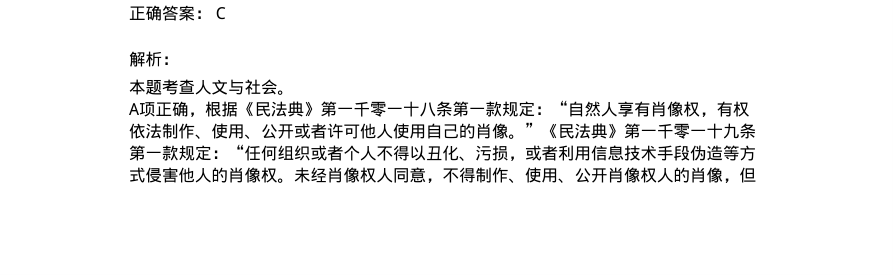 正确答案： C
解析：
本题考查人文与社会。
A项正确，根据《民法典》第一千零一十八条第一款规定：“自然人享有肖像权，有权
依法制作、使用、公开或者许可他人使用自己的肖像。”《民法典》第一千零一十九条
第一款规定：“任何组织或者个人不得以丑化、污损，或者利用信息技术手段伪造等方
式侵害他人的肖像权。未经肖像权人同意，不得制作、使用、公开肖像权人的肖像，但